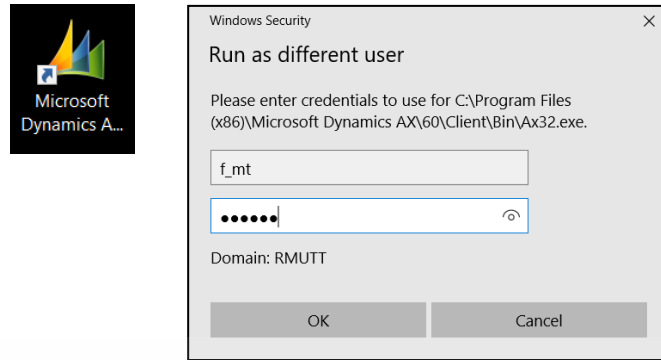 Microsoft
Dynamics A...
Windows Security
Run as different user
Please enter credentials to use for C:\Program Files
(x86)\Microsoft Dynamics AX\60\Client\Bin\Ax32.exe.
f_mt
••••••
Domain: RMUTT
OK
Cancel